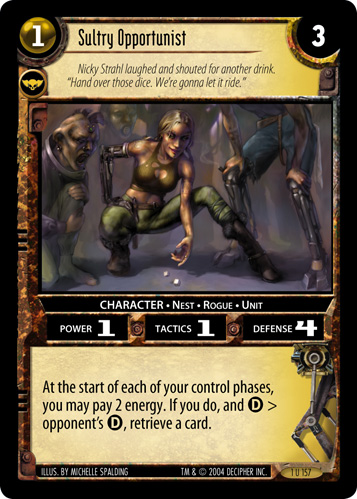 1 Sultry Opportunist 3
Nicky Strahl laughed and shouted for another drink.
"Hand over those dice. We're gonna let it ride."
CHARACTER • NEST • ROGUE • UNIT
POWER 1 TACTICS 1 DEFENSE 4
At the start of each of your control phases,
you may pay 2 energy. If you do, and D >
opponent's D, retrieve a card.
ILLUS. BY MICHELLE SPALDING TM & © 2004 DECIPHER INC. 1 U 157